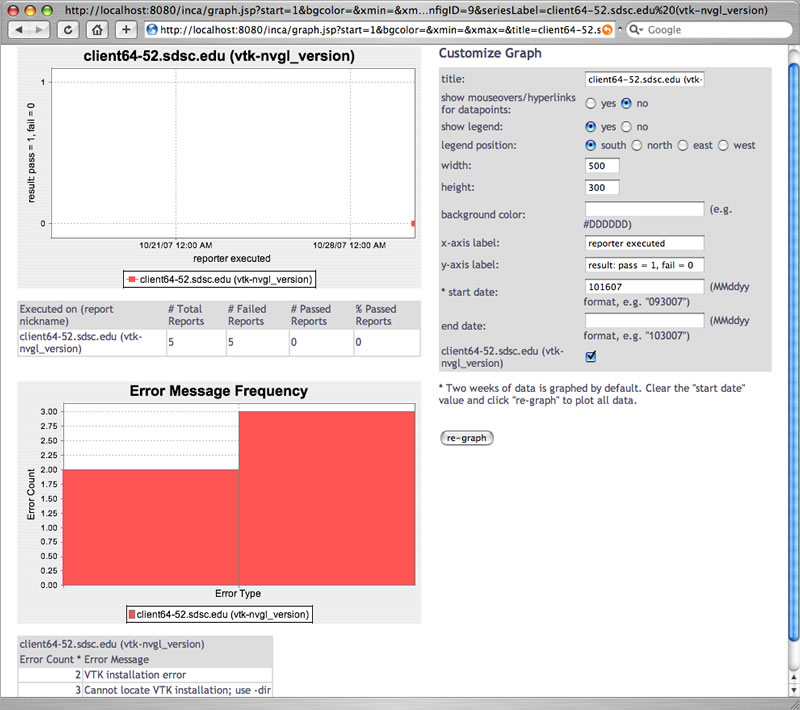 http://localhost:8080/inca/graph.jsp?start=1&bgcolor=&xmin=&xm...nfigID=9&seriesLabel=client64-52.sdsc.edu%20(vtk-nvgl_version)
http://localhost:8080/inca/graph.jsp?start=1&bgcolor=&xmin=&xmax=&title=client64-52.s
Google
client64-52.sdsc.edu (vtk-nvgl_version)
1
0
result: pass = 1, fail = 0
10/21/07 12:00 AM 10/28/07 12:00 AM
reporter executed
client64-52.sdsc.edu (vtk-nvgl_version)
Executed on (report nickname) # Total Reports # Failed Reports # Passed Reports % Passed Reports
client64-52.sdsc.edu (vtk-nvgl_version) 5 5 0 0
Error Message Frequency
3.00
2.75
2.50
2.25
2.00
1.75
1.50
1.25
1.00
0.75
0.50
0.25
0.00
Error Count
Error Type
client64-52.sdsc.edu (vtk-nvgl_version)
client64-52.sdsc.edu (vtk-nvgl_version)
Error Count * Error Message
2 VTK installation error
3 Cannot locate VTK installation; use -dir
Customize Graph
title: client64-52.sdsc.edu (vtk-
show mouseovers/hyperlinks
for datapoints: yes no
show legend: yes no
legend position: south north east west
width: 500
height: 300
background color: (e.g.
#DDDDDD)
x-axis label: reporter executed
y-axis label: result: pass = 1, fail = 0
* start date: 101607 (MMddyy
format, e.g. "093007")
end date: (MMddyy
format, e.g. "103007")
client64-52.sdsc.edu (vtk-
nvgl_version)
* Two weeks of data is graphed by default. Clear the "start date"
value and click "re-graph" to plot all data.
re-graph